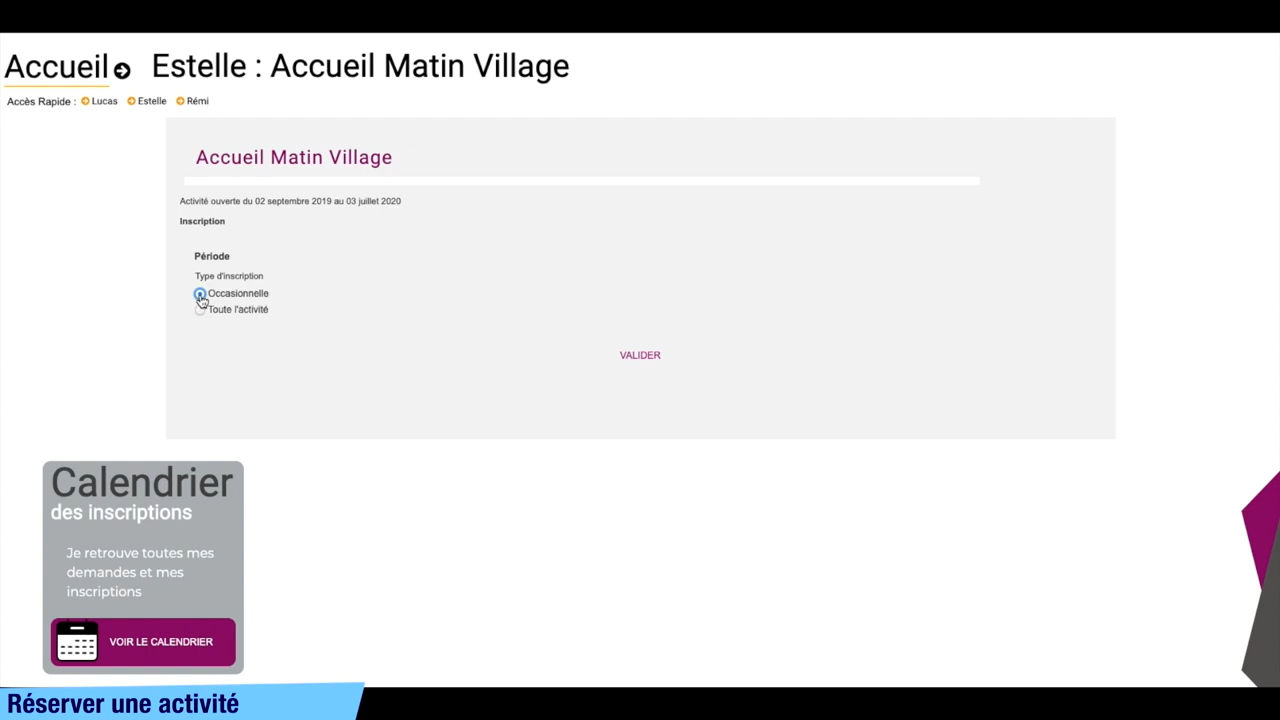 Accueil Estelle : Accueil Matin Village
Accès Rapide : Lucas Estelle Rémi
Accueil Matin Village
Activité ouverte du 02 septembre 2019 au 03 juillet 2020
Inscription
Période
Type d'inscription
Occasionnelle
Toute l'activité
VALIDER
Calendrier
des inscriptions
Je retrouve toutes mes
demandes et mes
inscriptions
VOIR LE CALENDRIER
Réserver une activité